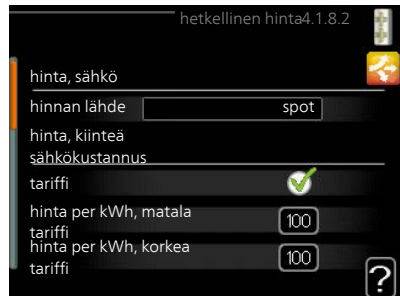 hetkellinen hinta4.1.8.2
hinta, sähkö
hinnan lähde spot
hinta, kiinteä
sähkökustannus
tariffi
hinta per kWh, matala
tariffi 100
hinta per kWh, korkea
tariffi 100
?